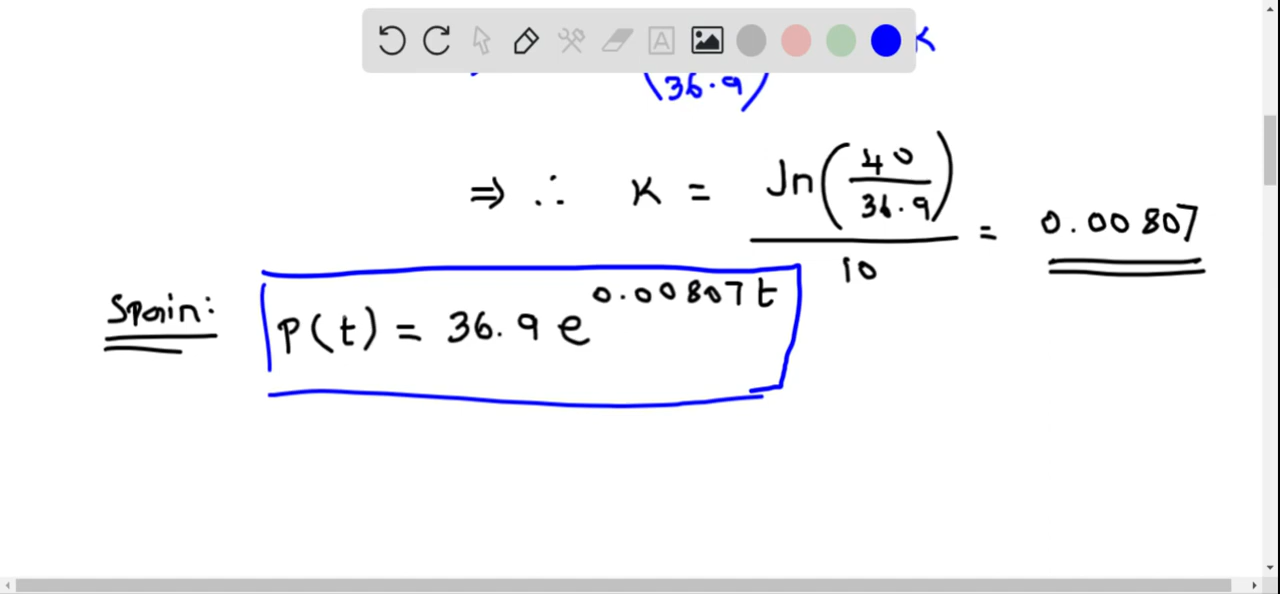 K
(36.9)
⇒ ∴ K = ln(40/36.9)/10 = 0.00807
Spain: P(t) = 36.9 e^0.00807t